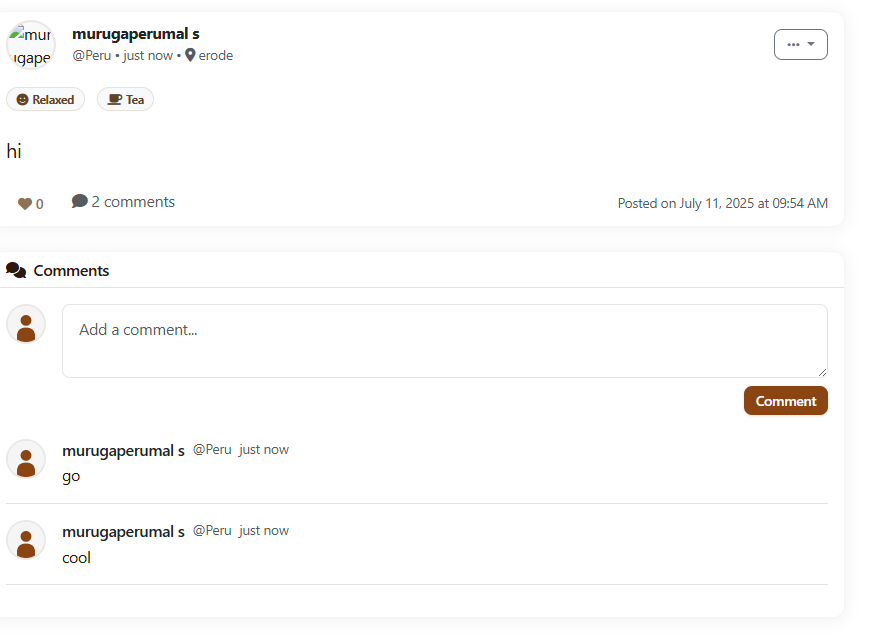 mur
ugape
murugaperumal s
@Peru • just now • erode
Relaxed
Tea
hi
0
2 comments
Posted on July 11, 2025 at 09:54 AM
Comments
Add a comment...
Comment
murugaperumal s @Peru just now
go
murugaperumal s @Peru just now
cool